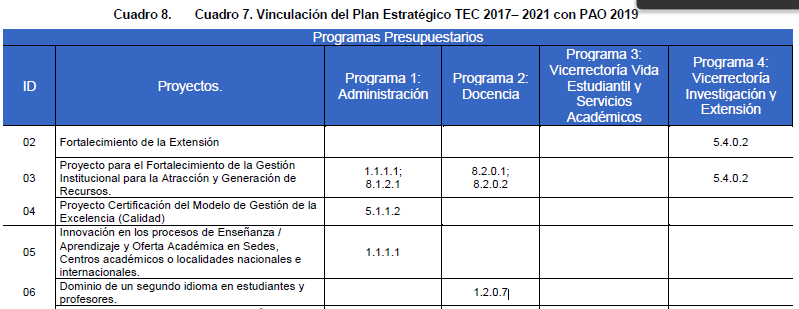 Cuadro 8. Cuadro 7. Vinculación del Plan Estratégico TEC 2017– 2021 con PAO 2019
Programas Presupuestarios
ID
Proyectos.
Programa 1:
Administración
Programa 2:
Docencia
Programa 3:
Vicerrectoría Vida
Estudiantil y
Servicios
Académicos
Programa 4:
Vicerrectoría
Investigación y
Extensión
02
Fortalecimiento de la Extensión
5.4.0.2
03
Proyecto para el Fortalecimiento de la Gestión
Institucional para la Atracción y Generación de
Recursos.
1.1.1.1;
8.1.2.1
8.2.0.1;
8.2.0.2
5.4.0.2
04
Proyecto Certificación del Modelo de Gestión de la
Excelencia (Calidad)
5.1.1.2
05
Innovación en los procesos de Enseñanza /
Aprendizaje y Oferta Académica en Sedes,
Centros académicos o localidades nacionales e
internacionales.
1.1.1.1
06
Dominio de un segundo idioma en estudiantes y
profesores.
1.2.0.7